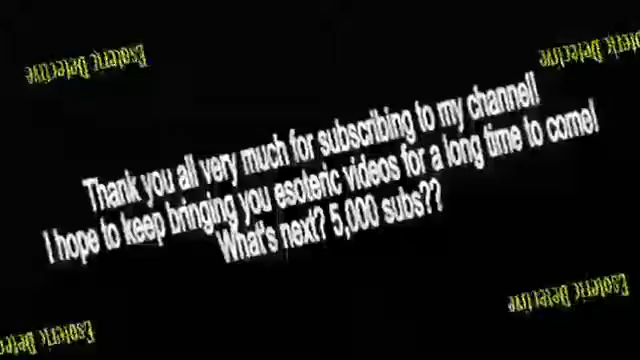 Esoteric Detective
Esoteric Detective
Thank you all very much for subscribing to my channel!
I hope to keep bringing you esoteric videos for a long time to come!
What's next? 5,000 subs??
Esoteric Detective
Esoteric Detective